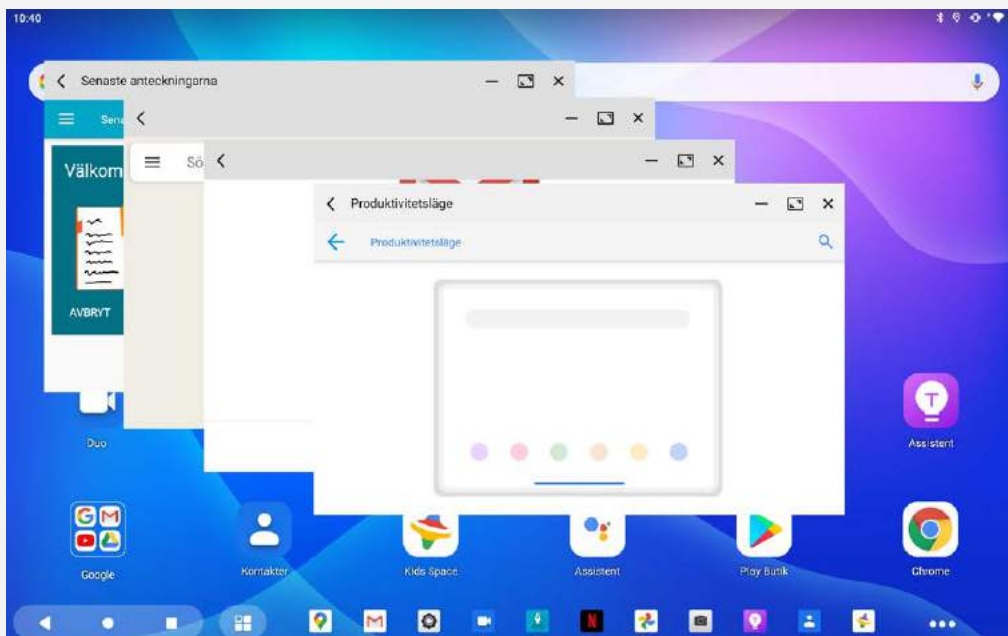 10:40
Senaste anteckningarna
Sena
Sö
Välkom
Produktivitetsläge
Produktivitetsläge
AVBRYT
T
Duo
Assistent
G M
Google
Kontakter
Kids Space
Assistent
Play Butik
Chrome